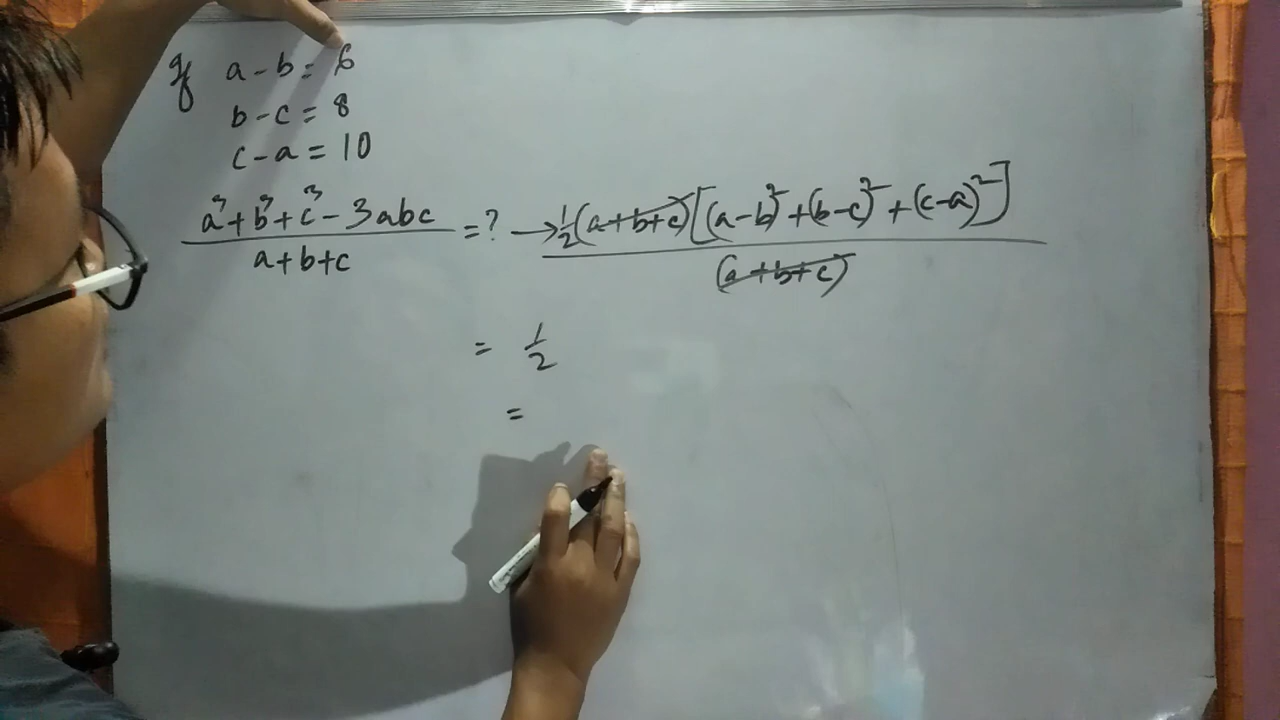 If a-b = 6
b-c = 8
c-a = 10
a³+b³+c³-3abc / a+b+c = ? → ½(a+b+c)[(a-b)²+(b-c)²+(c-a)²] / (a+b+c)
= 1/2
=